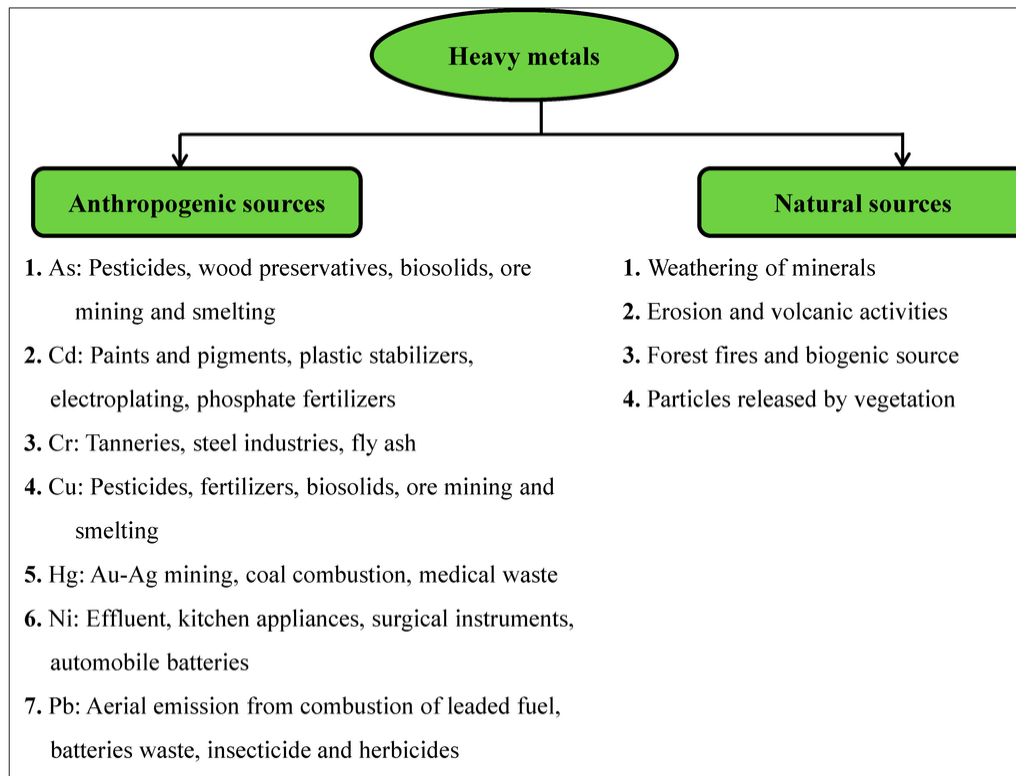 Heavy metals
Anthropogenic sources
1. As: Pesticides, wood preservatives, biosolids, ore
mining and smelting
2. Cd: Paints and pigments, plastic stabilizers,
electroplating, phosphate fertilizers
3. Cr: Tanneries, steel industries, fly ash
4. Cu: Pesticides, fertilizers, biosolids, ore mining and
smelting
5. Hg: Au-Ag mining, coal combustion, medical waste
6. Ni: Effluent, kitchen appliances, surgical instruments,
automobile batteries
7. Pb: Aerial emission from combustion of leaded fuel,
batteries waste, insecticide and herbicides
Natural sources
1. Weathering of minerals
2. Erosion and volcanic activities
3. Forest fires and biogenic source
4. Particles released by vegetation